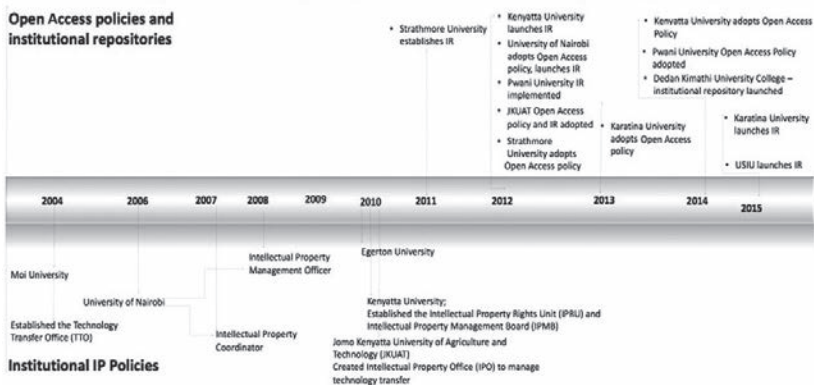 Open Access policies and
institutional repositories
• Strathmore University
establishes IR
• Kenyatta University
launches IR
• University of Nairobi
adopts Open Access
policy, launches IR
• Pwani University IR
implemented
• JKUAT Open Access
policy and IR adopted
• Strathmore
University adopts
Open Access policy
• Karatina University
adopts Open Access
policy
• Kenyatta University adopts Open Access
Policy
• Pwani University Open Access Policy
adopted
• Dedan Kimathi University College –
institutional repository launched
• Karatina University
launches IR
• USIU launches IR
2004 2006 2007 2008 2009 2010 2011 2012 2013 2014 2015
Moi University
Established the Technology
Transfer Office (TTO)
University of Nairobi
Intellectual Property
Management Officer
Intellectual Property
Coordinator
Egerton University
Kenyatta University;
Established the Intellectual Property Rights Unit (IPRU) and
Intellectual Property Management Board (IPMB)
Jomo Kenyatta University of Agriculture and
Technology (JKUAT)
Created Intellectual Property Office (IPO) to manage
technology transfer
Institutional IP Policies